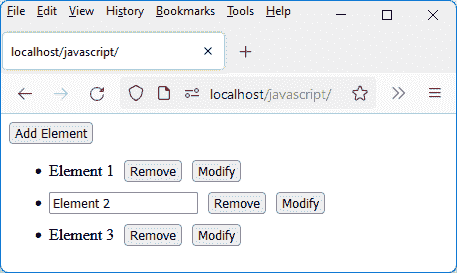 File Edit View History Bookmarks Tools Help
localhost/javascript/
localhost/javascript/
Add Element
Element 1 Remove Modify
Element 2 Remove Modify
Element 3 Remove Modify